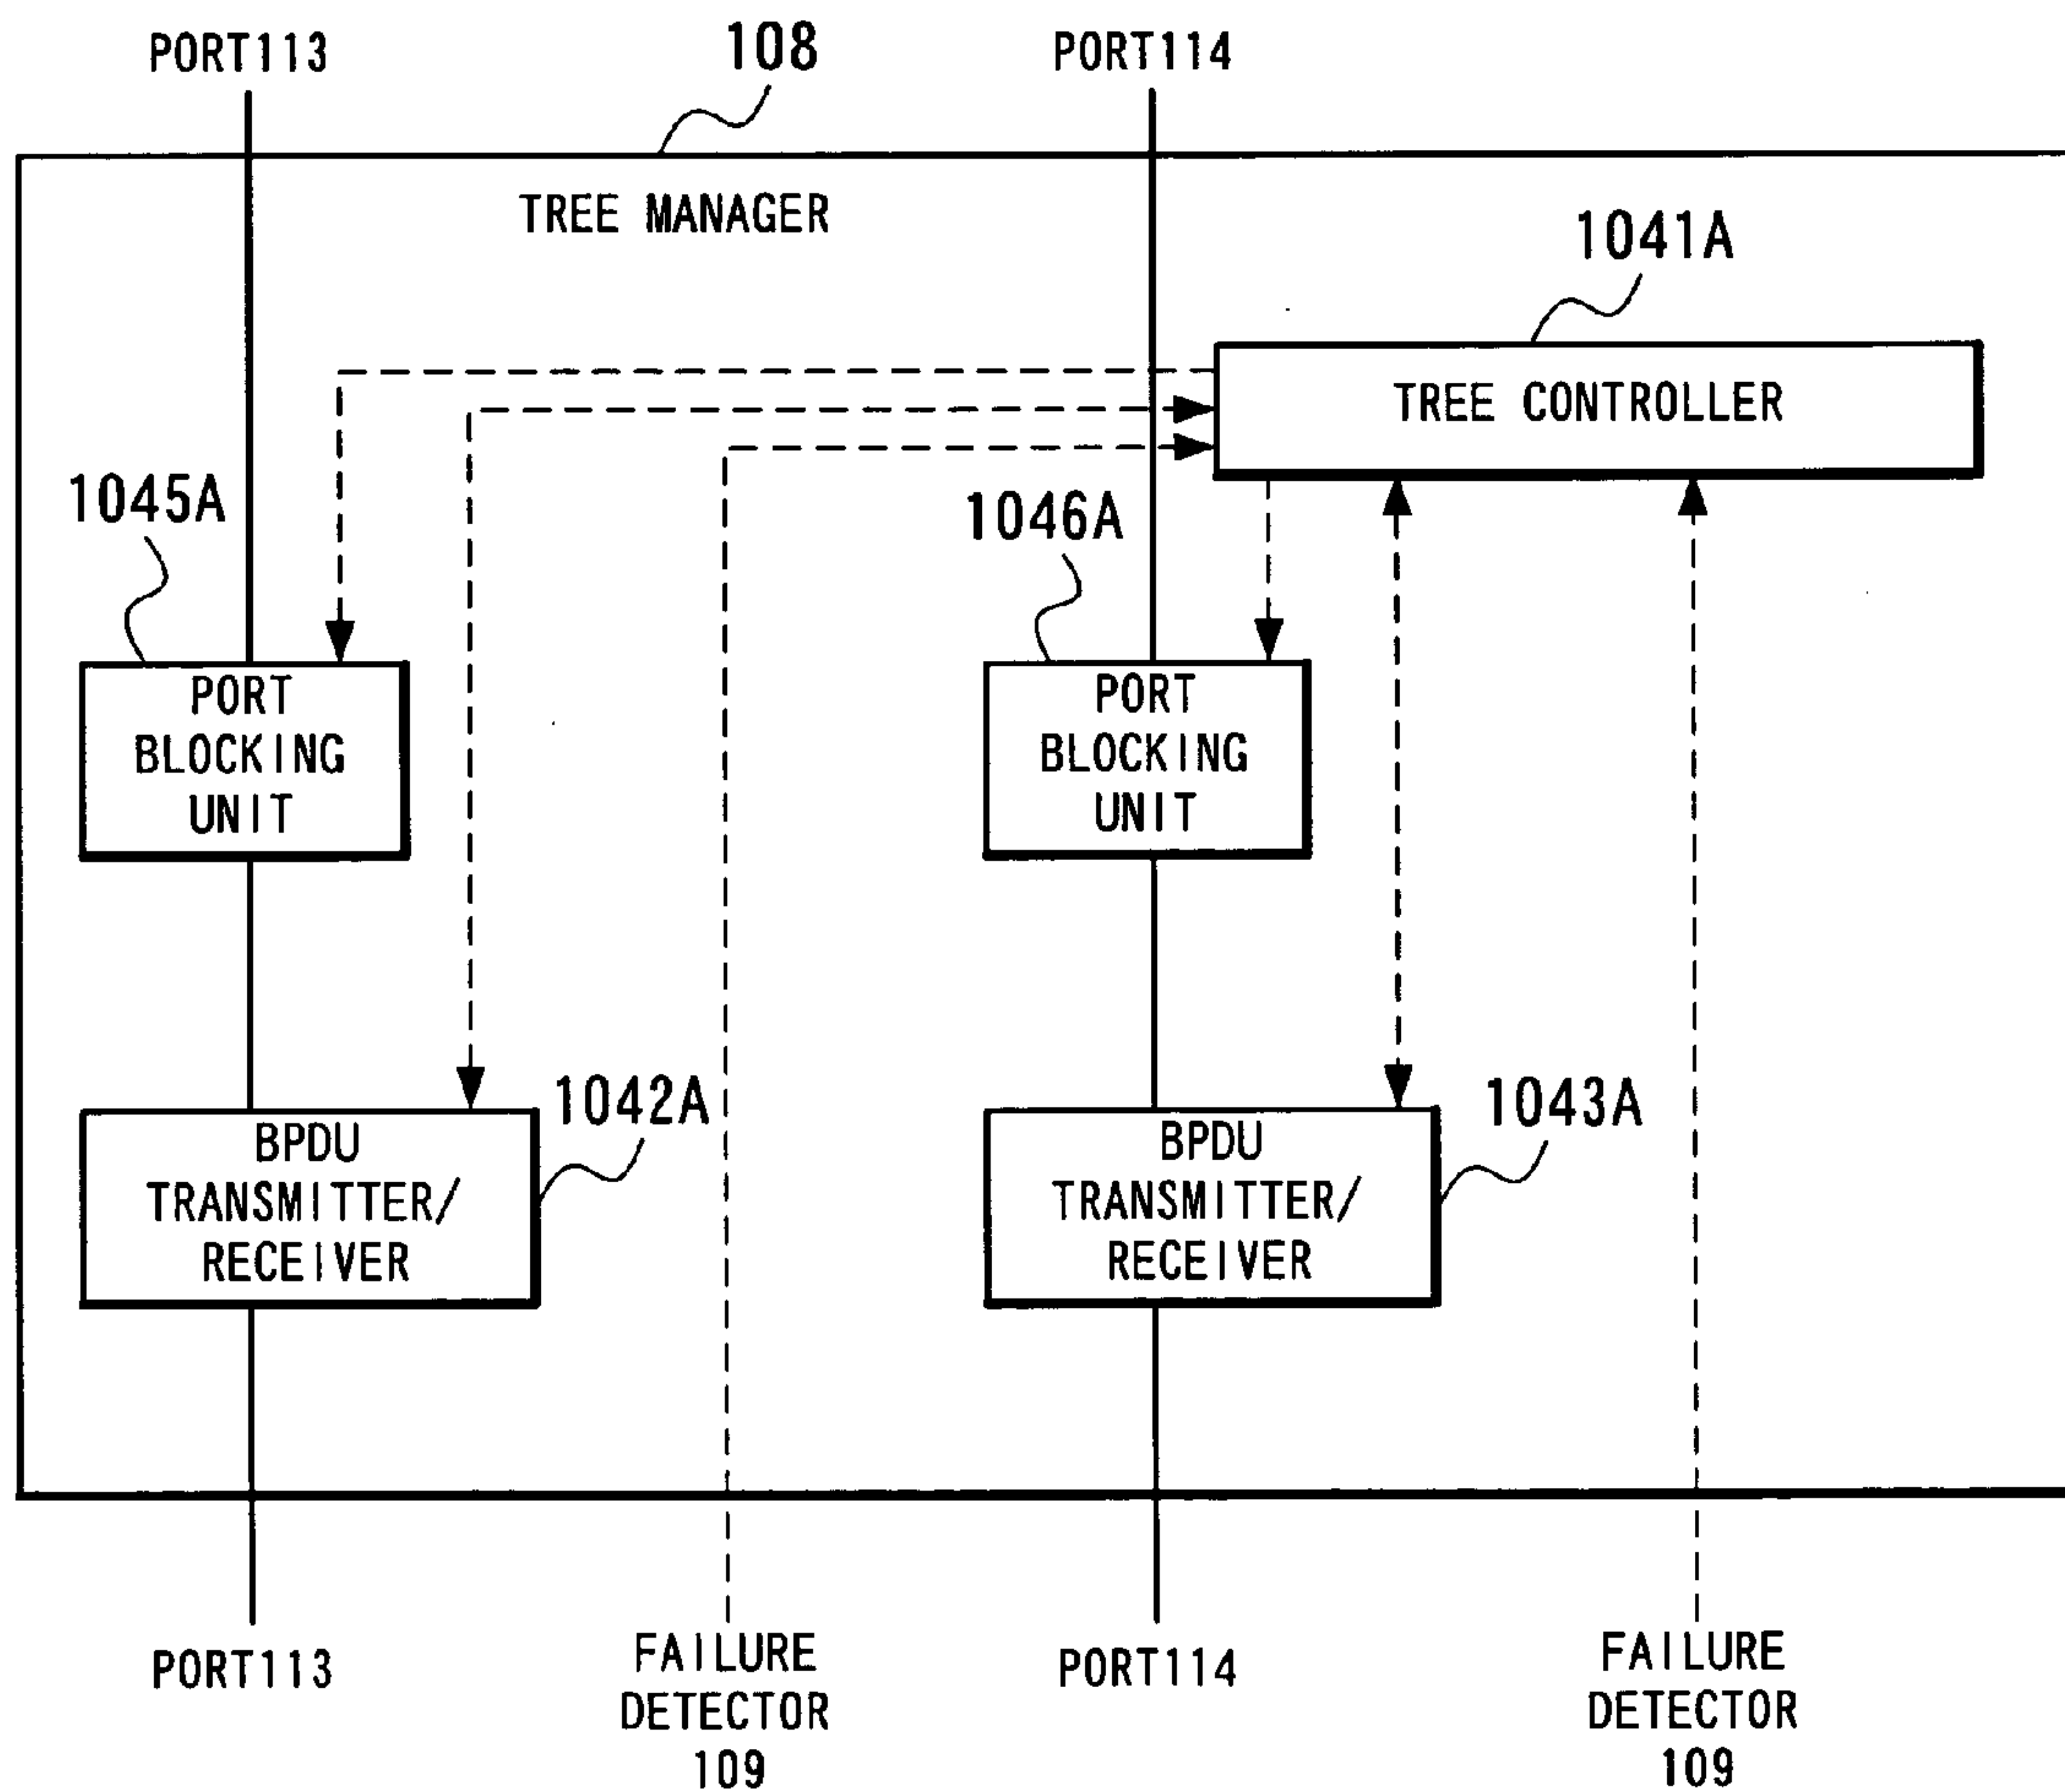 PORT113
108
PORT114
TREE MANAGER
1041A
TREE CONTROLLER
1045A
1046A
PORT
BLOCKING
UNIT
PORT
BLOCKING
UNIT
1042A
1043A
BPDU
TRANSMITTER/
RECEIVER
BPDU
TRANSMITTER/
RECEIVER
PORT113
FAILURE
DETECTOR
109
PORT114
FAILURE
DETECTOR
109